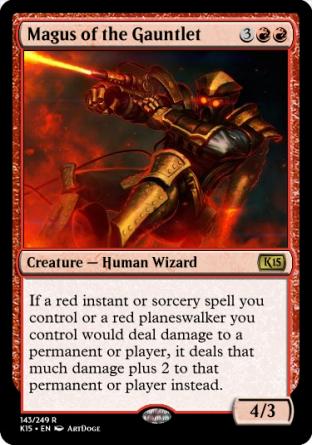 Magus of the Gauntlet 3
K15
Creature — Human Wizard
If a red instant or sorcery spell you
control or a red planeswalker you
control would deal damage to a
permanent or player, it deals that
much damage plus 2 to that
permanent or player instead.
143/249 R
K15 • EN ArtDoge
4/3